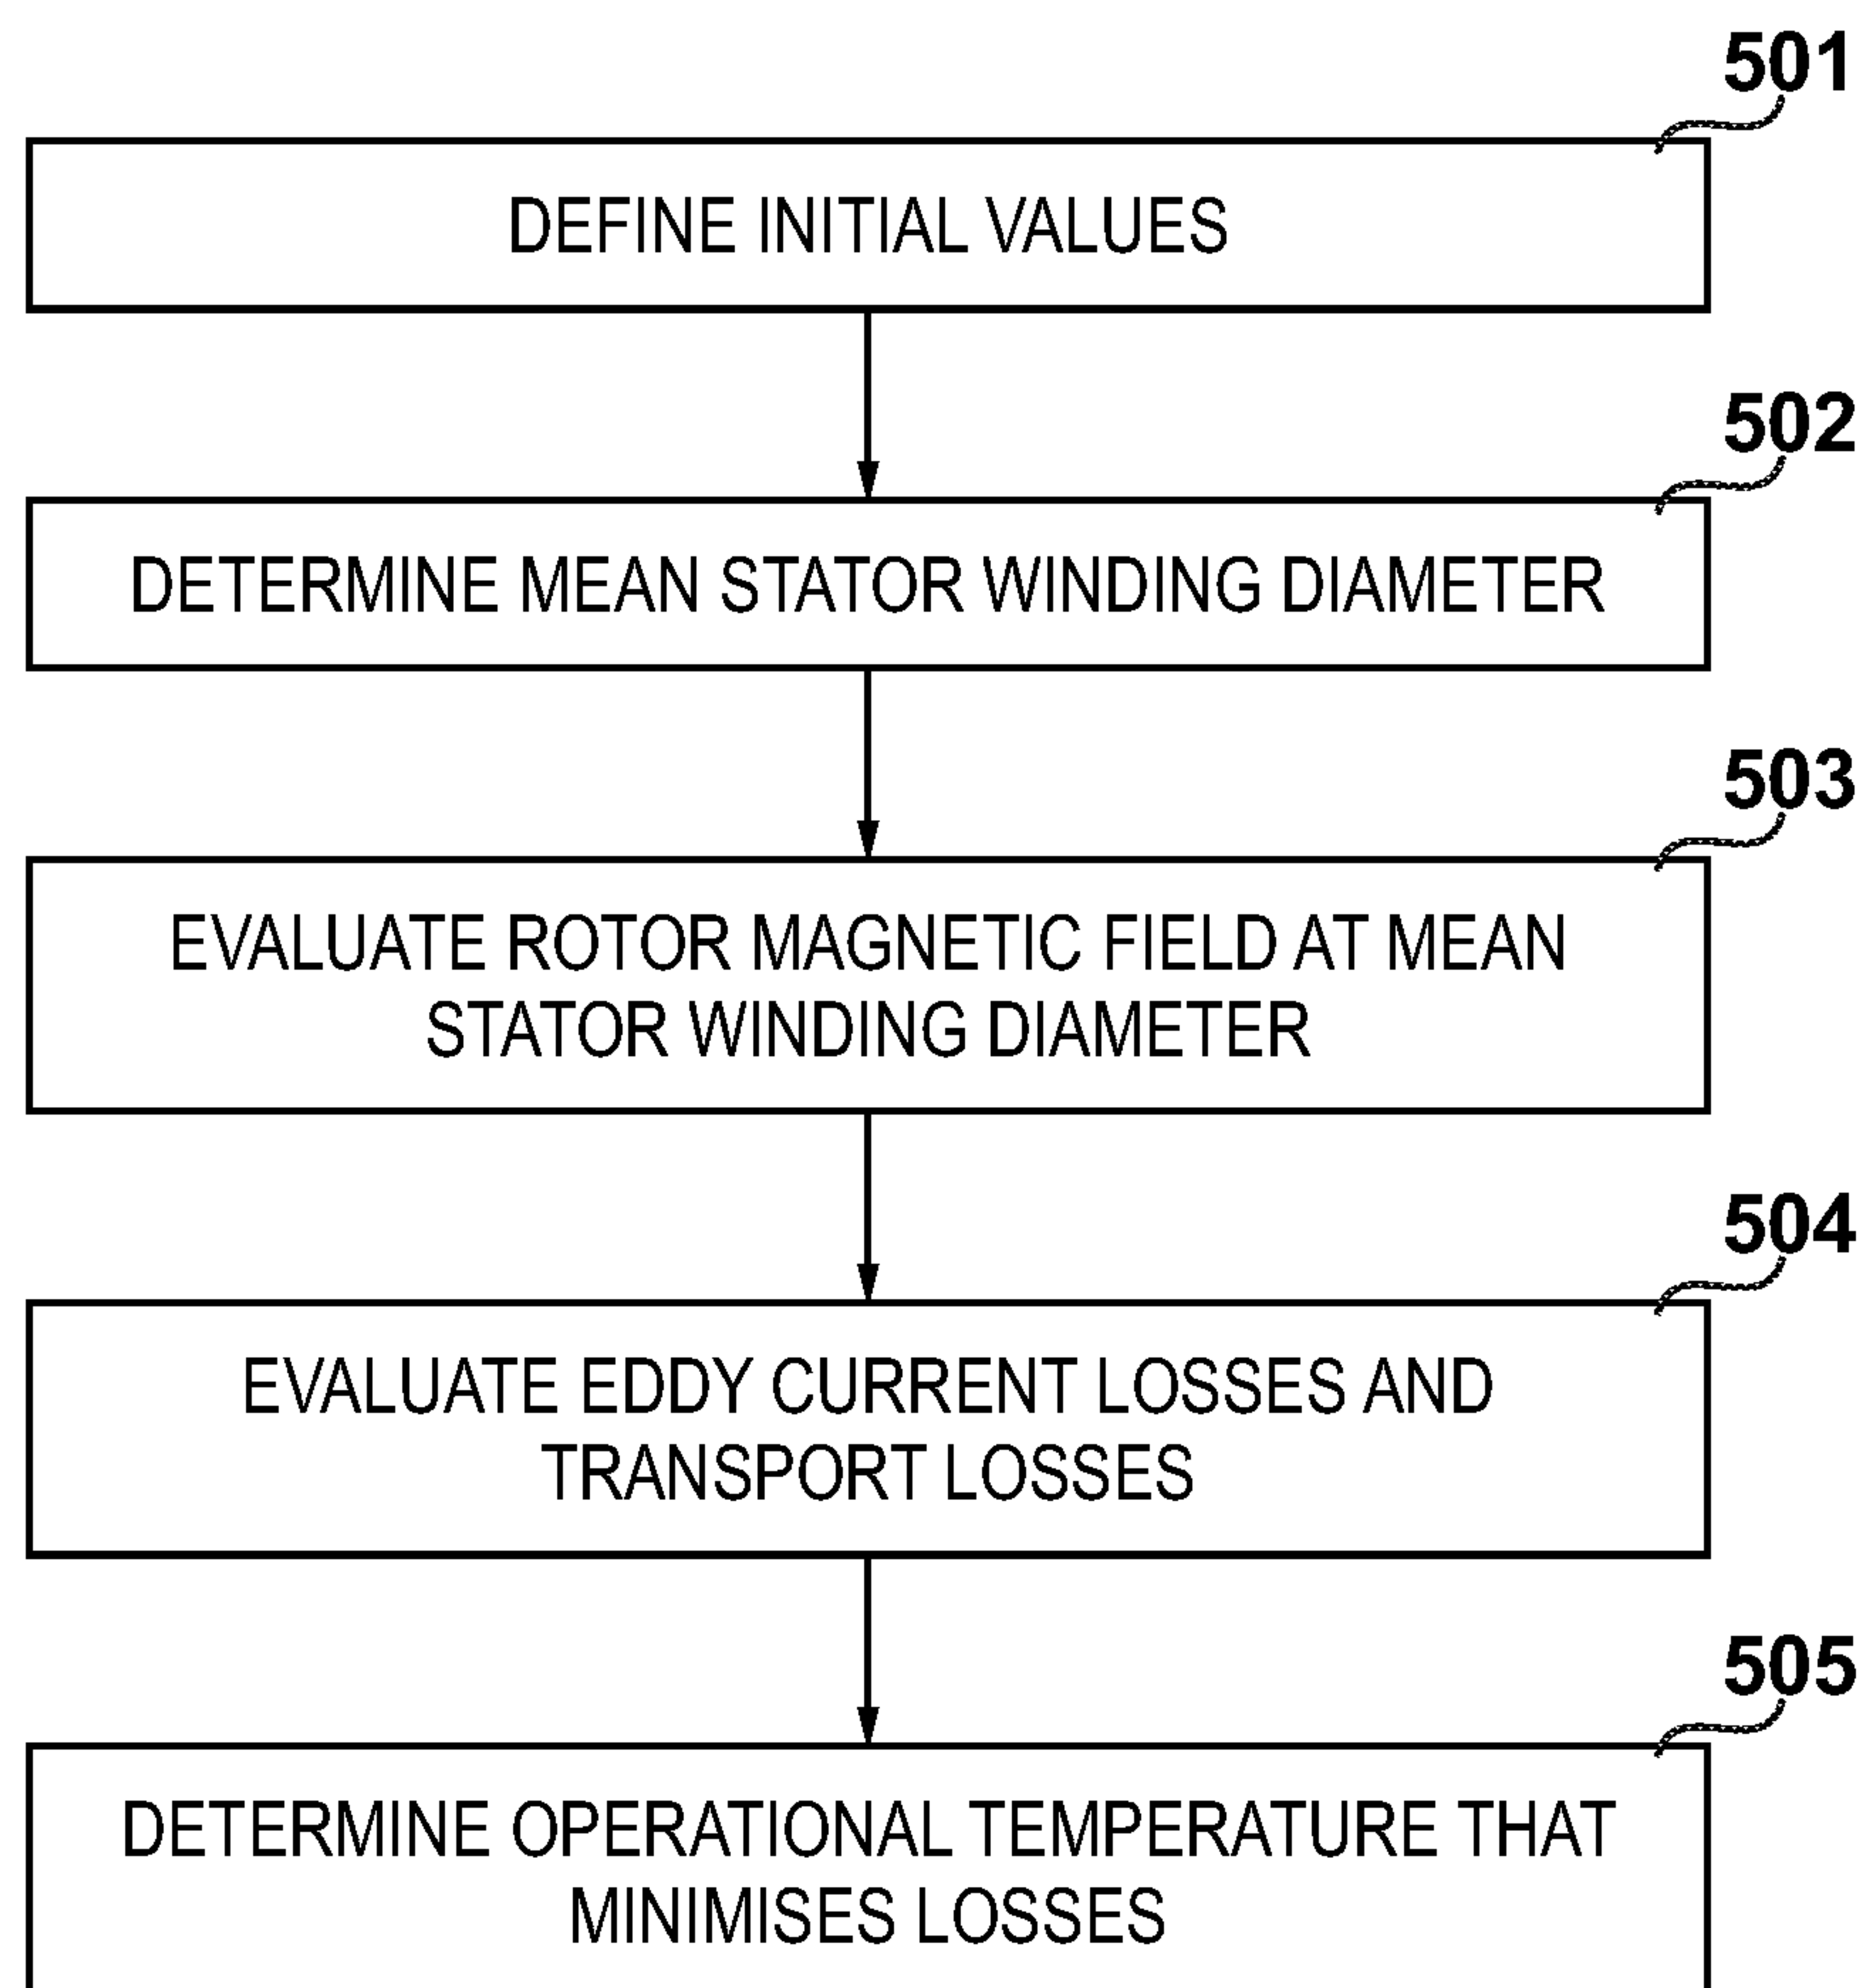 501
DEFINE INITIAL VALUES
502
DETERMINE MEAN STATOR WINDING DIAMETER
503
EVALUATE ROTOR MAGNETIC FIELD AT MEAN
STATOR WINDING DIAMETER
504
EVALUATE EDDY CURRENT LOSSES AND
TRANSPORT LOSSES
505
DETERMINE OPERATIONAL TEMPERATURE THAT
MINIMISES LOSSES